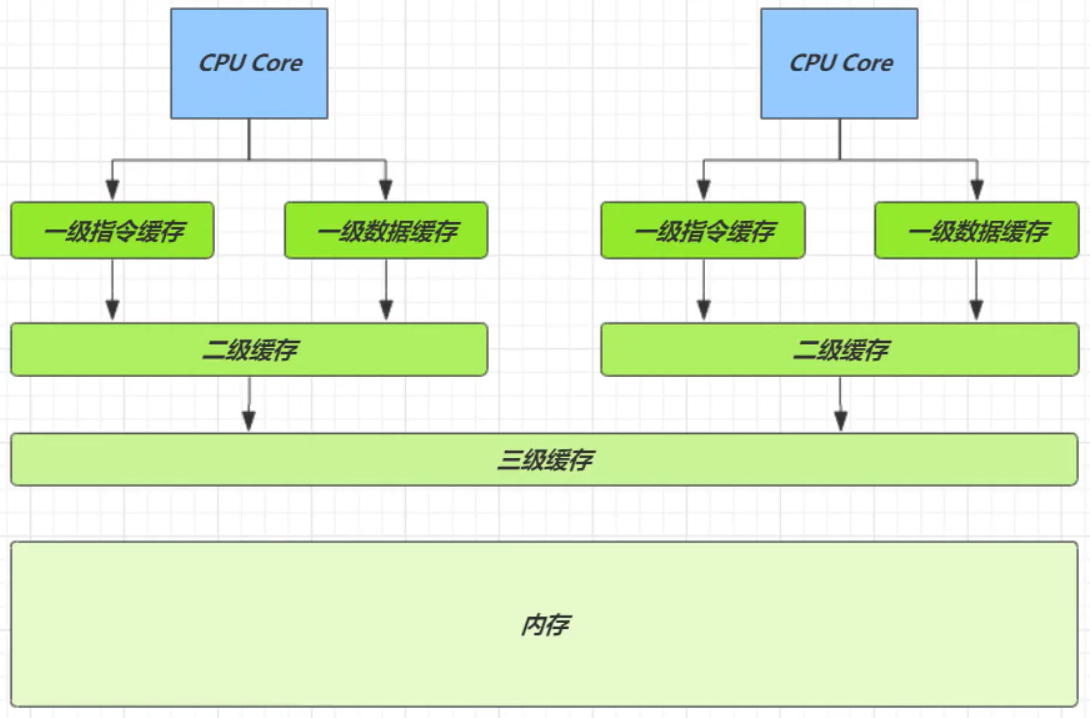 CPU Core
CPU Core
一级指令缓存
一级数据缓存
一级指令缓存
一级数据缓存
二级缓存
二级缓存
三级缓存
内存